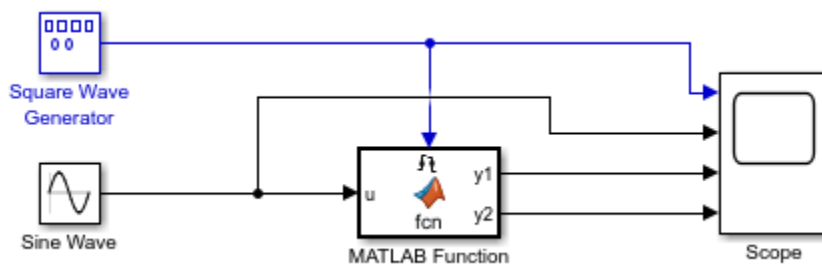 Square Wave
Generator
Sine Wave
u
fcn
y1
y2
MATLAB Function
Scope